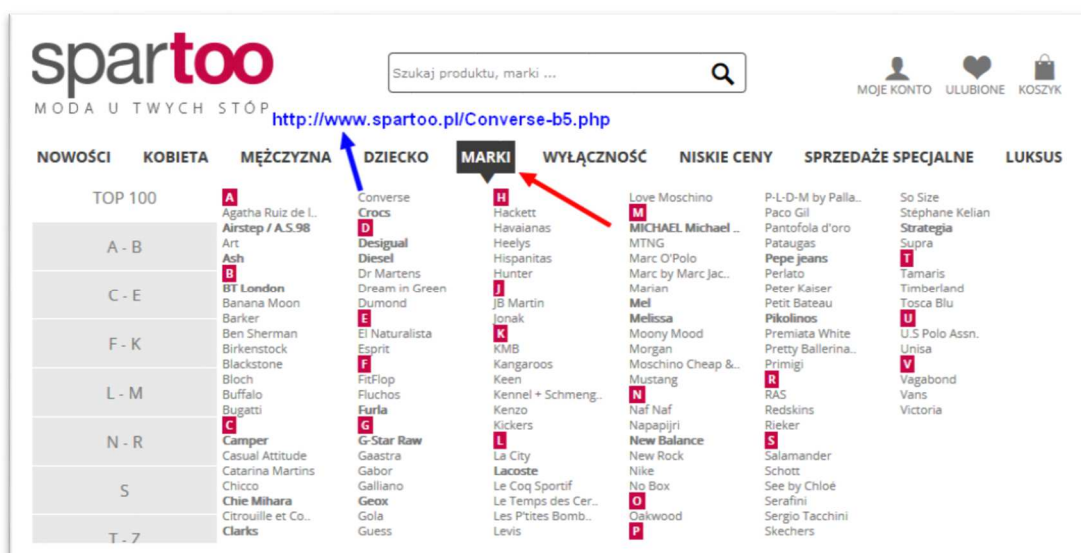 spartoo
MODA U TWYCH STÓP
Szukaj produktu, marki ...
MOJE KONTO
ULUBIONE
KOSZYK
http://www.spartoo.pl/Converse-b5.php
NOWOŚCI KOBIETA MĘŻCZYZNA DZIECKO MARKI WYŁĄCZNOŚĆ NISKIE CENY SPRZEDAŻE SPECJALNE LUKSUS
TOP 100
A - B
C - E
F - K
L - M
N - R
S
T - Z
A
Agatha Ruiz de l..
Airstep / A.S.98
Art
Ash
B
BT London
Banana Moon
Barker
Ben Sherman
Birkenstock
Blackstone
Bloch
Buffalo
Bugatti
C
Camper
Casual Attitude
Catarina Martins
Chicco
Chie Mihara
Citrouille et Co..
Clarks
Converse
Crocs
D
Desigual
Diesel
Dr Martens
Dream in Green
Dumond
E
El Naturalista
Esprit
F
FitFlop
Fluchos
Furla
G
G-Star Raw
Gaastra
Gabor
Galliano
Geox
Gola
Guess
H
Hackett
Havaianas
Heelys
Hispanitas
Hunter
J
JB Martin
Jonak
K
KMB
Kangaroos
Keen
Kennel + Schmeng..
Kenzo
Kickers
L
La City
Lacoste
Le Coq Sportif
Le Temps des Cer..
Les P'tites Bomb..
Levis
Love Moschino
M
MICHAEL Michael ..
MTNG
Marc O'Polo
Marc by Marc Jac..
Marian
Mel
Melissa
Moony Mood
Morgan
Moschino Cheap &..
Mustang
N
Naf Naf
Napapijri
New Balance
New Rock
Nike
No Box
O
Oakwood
P
P-L-D-M by Palla..
Paco Gil
Pantofola d'oro
Pataugas
Pepe jeans
Perlato
Peter Kaiser
Petit Bateau
Pikolinos
Premiata White
Pretty Ballerina..
Primigi
R
RAS
Redskins
Rieker
S
Salamander
Schott
See by Chloé
Serafini
Sergio Tacchini
Skechers
So Size
Stéphane Kelian
Strategia
Supra
T
Tamaris
Timberland
Tosca Blu
U
U.S Polo Assn.
Unisa
V
Vagabond
Vans
Victoria